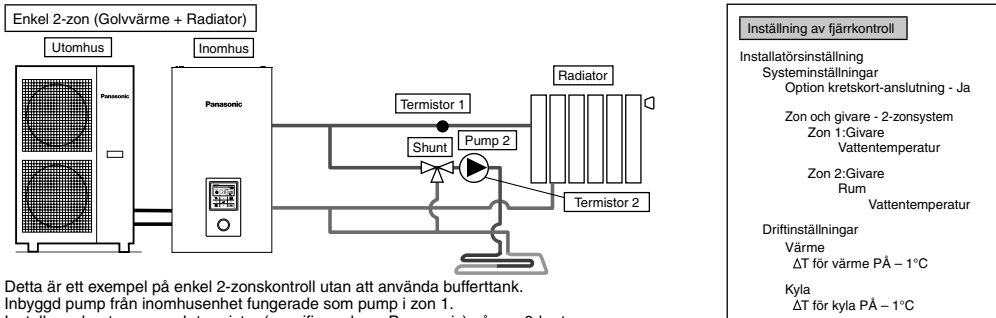 Enkel 2-zon (Golvvärme + Radiator)
Utomhus
Inomhus
Panasonic
Panasonic
Termistor 1
Radiator
Shunt
Pump 2
Termistor 2
Detta är ett exempel på enkel 2-zonskontroll utan att använda bufferttank.
Inbyggd pump från inomhusenhet fungerade som pump i zon 1.
Inställning av fjärrkontroll
Installatörsinställning
Systeminställningar
Option kretskort-anslutning - Ja
Zon och givare - 2-zonsystem
Zon 1:Givare
Vattentemperatur
Zon 2:Givare
Rum
Vattentemperatur
Driftinställningar
Värme
ΔT för värme PÅ – 1°C
Kyla
ΔT för kyla PÅ – 1°C